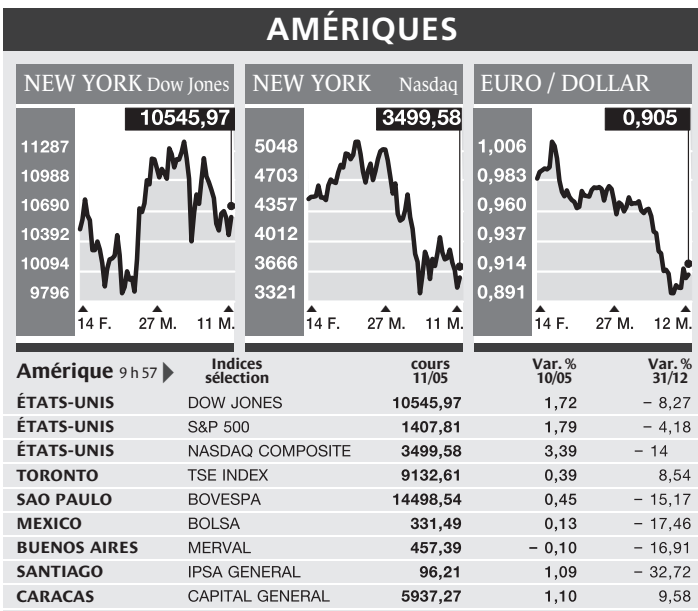 AMÉRIQUES
NEW YORK Dow Jones
10545,97
11287
10988
10690
10392
10094
9796
14 F. 27 M. 11 M.
NEW YORK Nasdaq
3499,58
5048
4703
4357
4012
3666
3321
14 F. 27 M. 11 M.
EURO / DOLLAR
0,905
1,006
0,983
0,960
0,937
0,914
0,891
14 F. 27 M. 12 M.
Amérique 9 h 57
Indices sélection
cours 11/05
Var. % 10/05
Var. % 31/12
ÉTATS-UNIS DOW JONES 10545,97 1,72 – 8,27
ÉTATS-UNIS S&P 500 1407,81 1,79 – 4,18
ÉTATS-UNIS NASDAQ COMPOSITE 3499,58 3,39 – 14
TORONTO TSE INDEX 9132,61 0,39 8,54
SAO PAULO BOVESPA 14498,54 0,45 – 15,17
MEXICO BOLSA 331,49 0,13 – 17,46
BUENOS AIRES MERVAL 457,39 – 0,10 – 16,91
SANTIAGO IPSA GENERAL 96,21 1,09 – 32,72
CARACAS CAPITAL GENERAL 5937,27 1,10 9,58